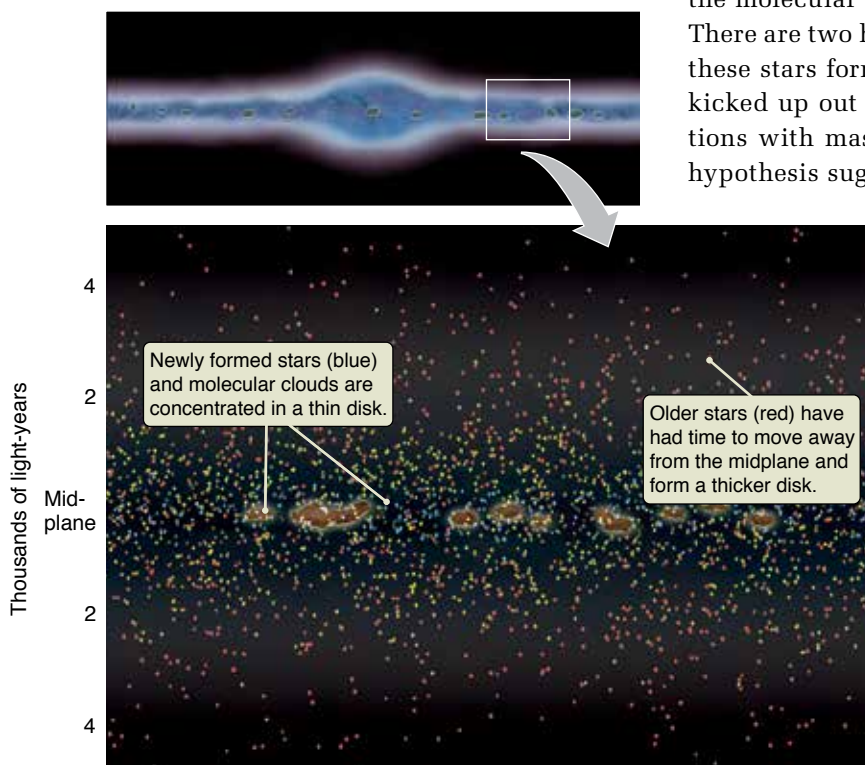 the molecular
There are two h
these stars form
kicked up out
tions with mas
hypothesis sug
4
Newly formed stars (blue)
and molecular clouds are
concentrated in a thin disk.
2
Older stars (red) have
had time to move away
from the midplane and
form a thicker disk.
Thousands of light-years
Mid-
plane
2
4